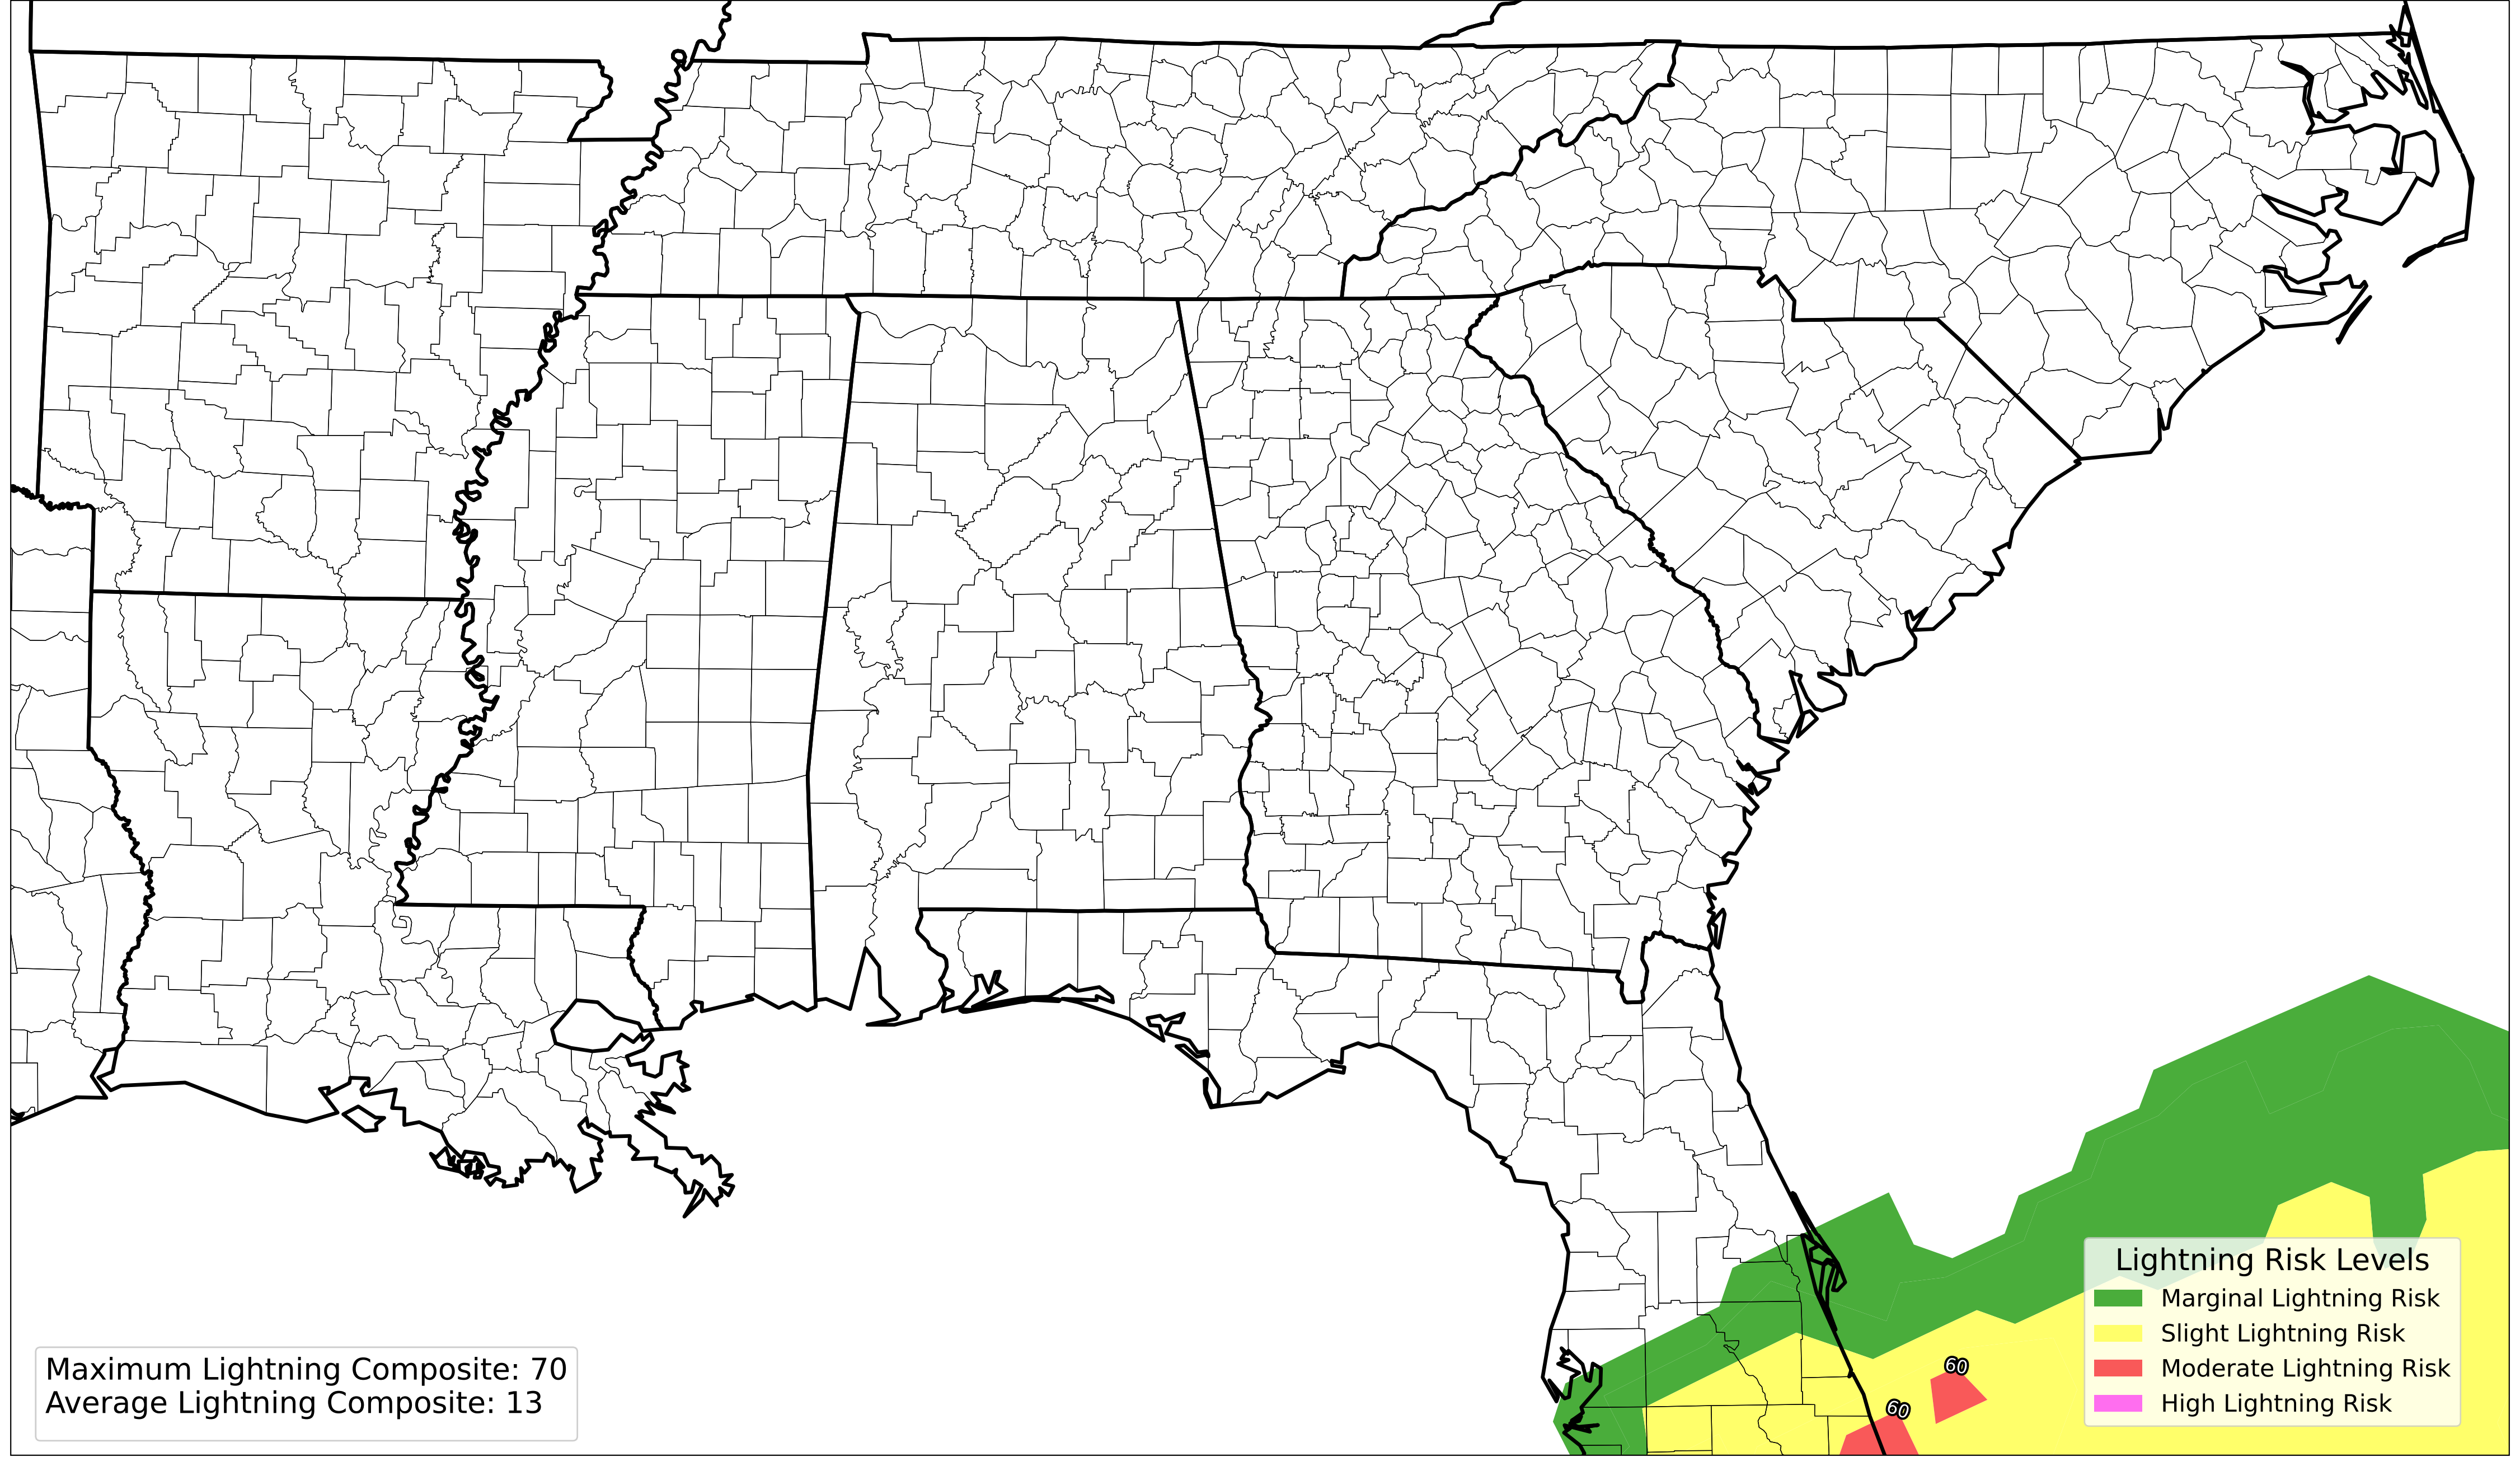 Lightning Risk Levels
Marginal Lightning Risk
Slight Lightning Risk
Moderate Lightning Risk
High Lightning Risk
60
60
Maximum Lightning Composite: 70
Average Lightning Composite: 13